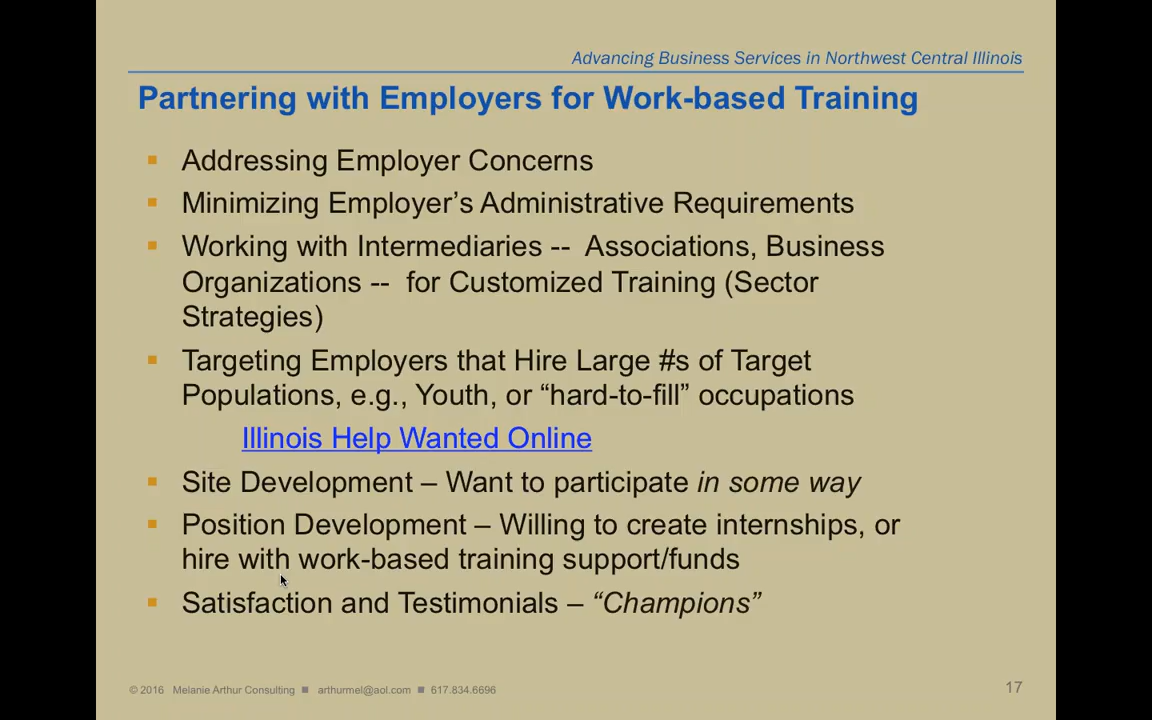 Advancing Business Services in Northwest Central Illinois
Partnering with Employers for Work-based Training
▪ Addressing Employer Concerns
▪ Minimizing Employer’s Administrative Requirements
▪ Working with Intermediaries -- Associations, Business
Organizations -- for Customized Training (Sector
Strategies)
▪ Targeting Employers that Hire Large #s of Target
Populations, e.g., Youth, or “hard-to-fill” occupations
Illinois Help Wanted Online
▪ Site Development – Want to participate in some way
▪ Position Development – Willing to create internships, or
hire with work-based training support/funds
▪ Satisfaction and Testimonials – “Champions”
© 2016 Melanie Arthur Consulting ■ arthurmel@aol.com ■ 617.834.6696
17